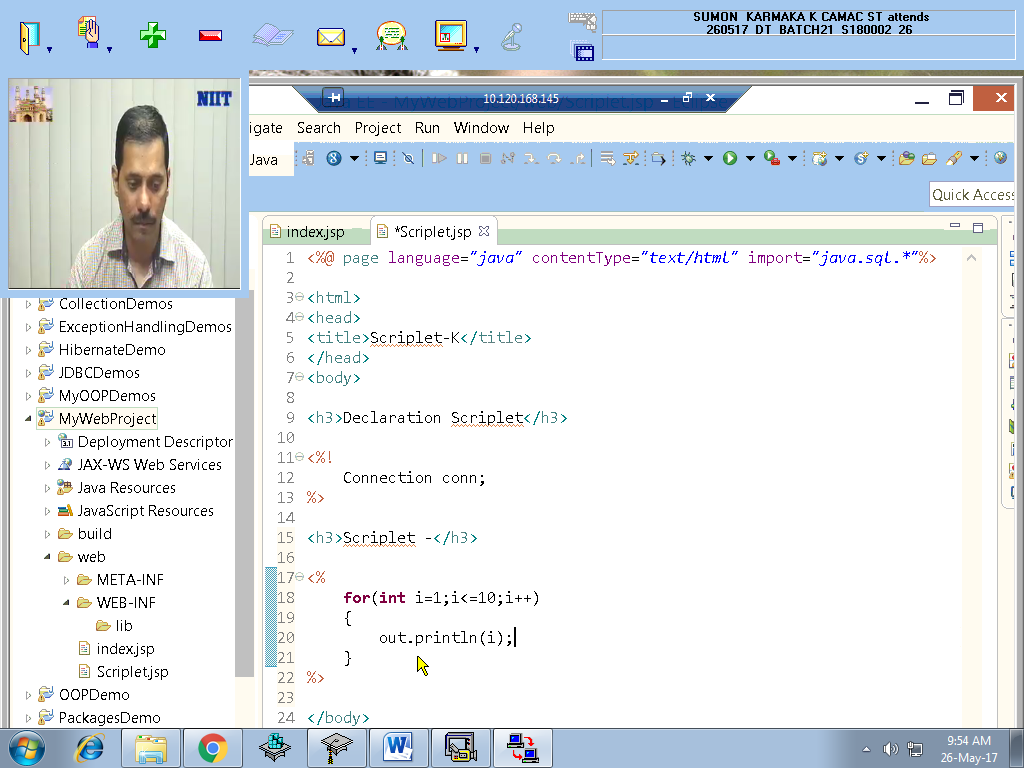 SUMON KARMAKA K CAMAC ST attends
260517_DT_BATCH21_S180002_26
NIIT
10.120.168.145
igate Search Project Run Window Help
Java
Quick Access
index.jsp
*Scriplet.jsp
1 <%@ page language="java" contentType="text/html" import="java.sql.*"%>
2
3 <html>
4 <head>
5 <title>Scriplet-K</title>
6 </head>
7 <body>
8
9 <h3>Declaration Scriplet</h3>
10
11 <%!
12 Connection conn;
13 %>
14
15 <h3>Scriplet -</h3>
16
17 <%
18 for(int i=1;i<=10;i++)
19 {
20 out.println(i);
21 }
22 %>
23
24 </body>
CollectionDemos
ExceptionHandlingDemos
HibernateDemo
JDBCDemos
MyOOPDemos
MyWebProject
Deployment Descriptor
JAX-WS Web Services
Java Resources
JavaScript Resources
build
web
META-INF
WEB-INF
lib
index.jsp
Scriplet.jsp
OOPDemo
PackagesDemo
9:54 AM
26-May-17